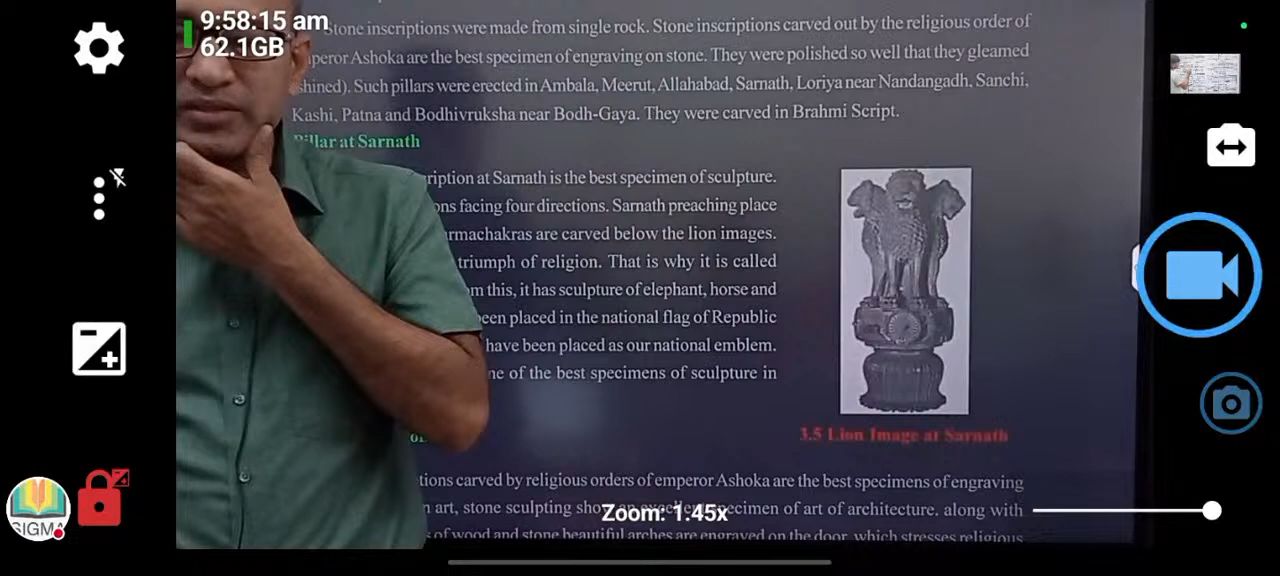 9:58:15 am
62.1GB
Stone inscriptions were made from single rock. Stone inscriptions carved out by the religious order of
Ashoka are the best specimen of engraving on stone. They were polished so well that they gleamed
shined). Such pillars were erected in Ambala, Meerut, Allahabad, Sarnath, Loriya near Nandangadh, Sanchi,
Kashi, Patna and Bodhivruksha near Bodh-Gaya. They were carved in Brahmi Script.
at Sarnath
at Sarnath is the best specimen of sculpture.
facing four directions. Sarnath preaching place
are carved below the lion images.
triumph of religion. That is why it is called
this, it has sculpture of elephant, horse and
been placed in the national flag of Republic
have been placed as our national emblem.
of the best specimens of sculpture in
3.5 Lion Image at Sarnath
carved by religious orders of emperor Ashoka are the best specimens of engraving
art, stone sculpting specimen of art of architecture. along with
Zoom: 1.45x
of wood and stone beautiful arches are engraved on the door, which stresses religious
SIGMA